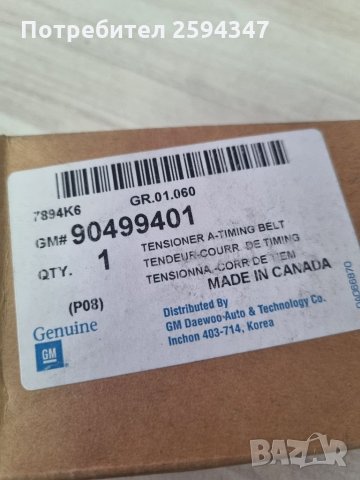 Потребител 2594347
GR.01.060
7894K6
GM# 90499401
QTY. 1
TENSIONER A-TIMING BELT
TENDEUR-COURR. DE TIMING
TENSIONNA.-CORR DE TIEM
MADE IN CANADA
(P08)
Genuine
GM
Distributed By
GM Daewoo Auto & Technology Co.
Inchon 403-714, Korea
bazar